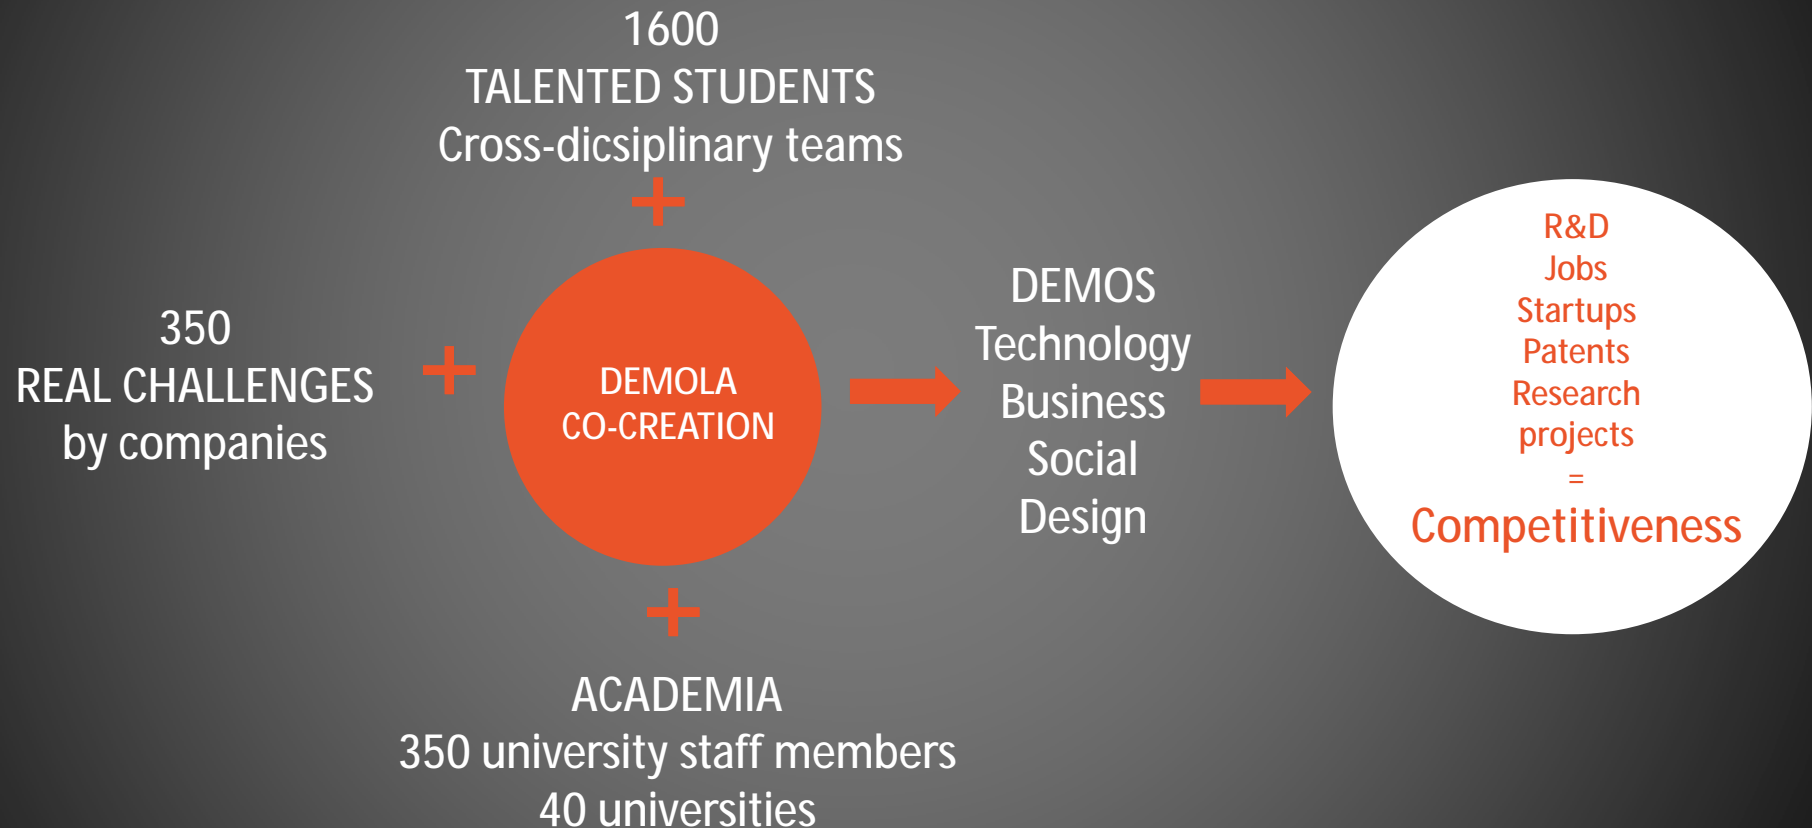 1600
TALENTED STUDENTS
Cross-dicsiplinary teams
+
350
REAL CHALLENGES
by companies
+
DEMOLA
CO-CREATION
+
ACADEMIA
350 university staff members
40 universities
DEMOS
Technology
Business
Social
Design
R&D
Jobs
Startups
Patents
Research
projects
=
Competitiveness